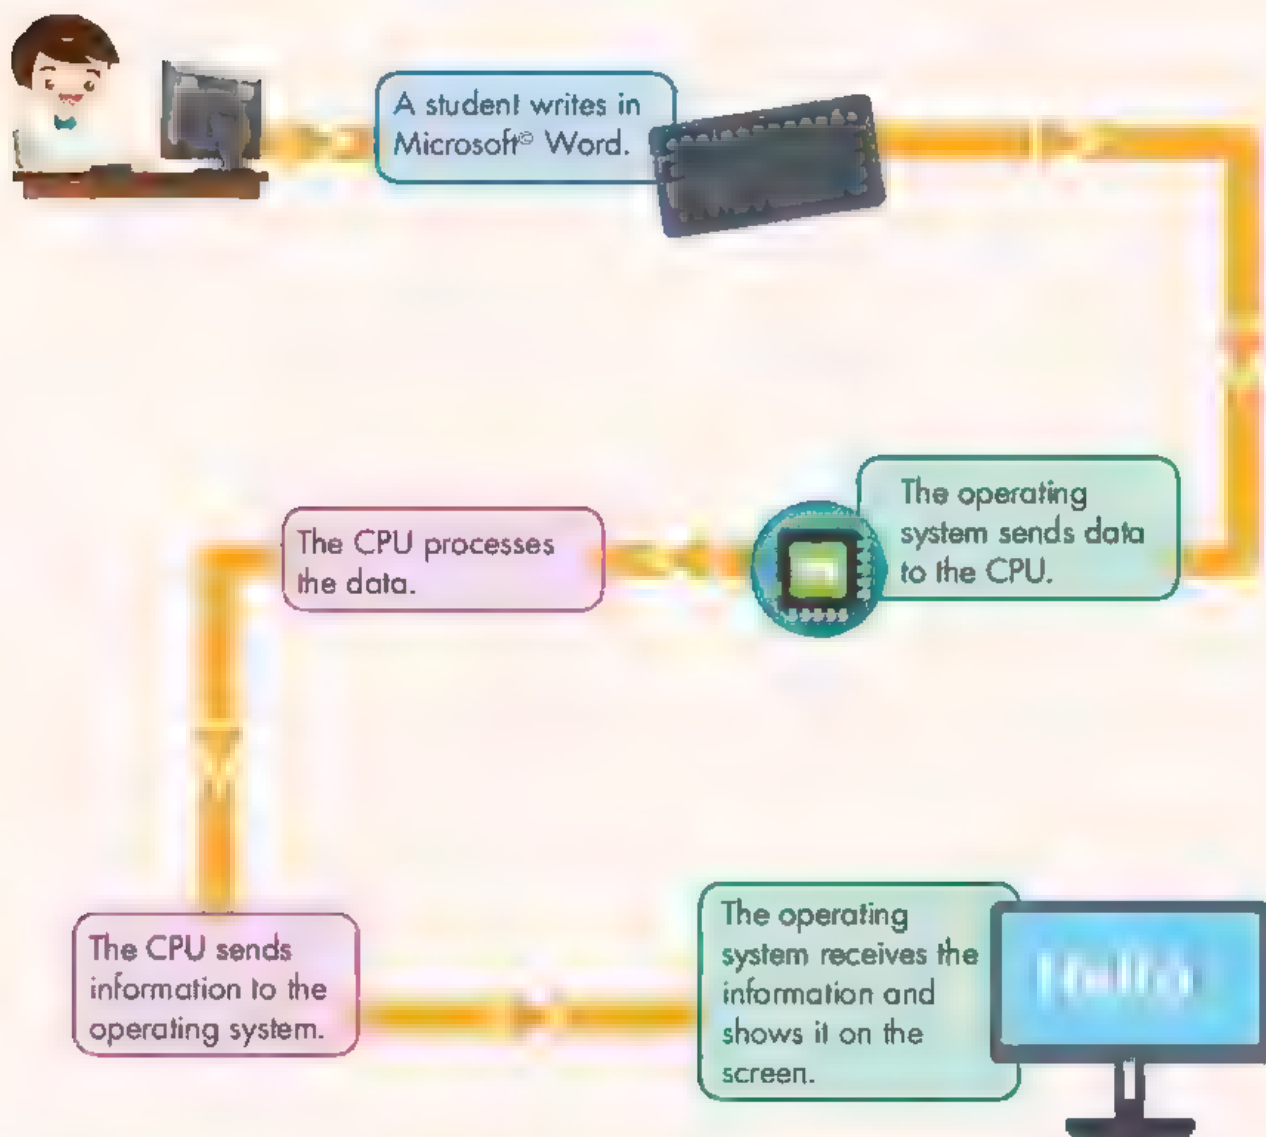 A student writes in
Microsoft© Word.
The operating
system sends data
to the CPU.
The CPU processes
the data.
The CPU sends
information to the
operating system.
The operating
system receives the
information and
shows it on the
screen.
Hello